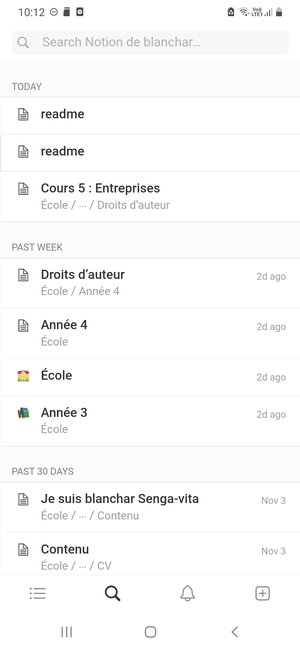 10:12
Search Notion de blanchar...
TODAY
readme
readme
Cours 5 : Entreprises
École / ··· / Droits d'auteur
PAST WEEK
Droits d'auteur
2d ago
École / Année 4
Année 4
2d ago
École
École
2d ago
Année 3
2d ago
École
PAST 30 DAYS
Je suis blanchar Senga-vita
Nov 3
École / ··· / Contenu
Contenu
Nov 3
École / ··· / CV